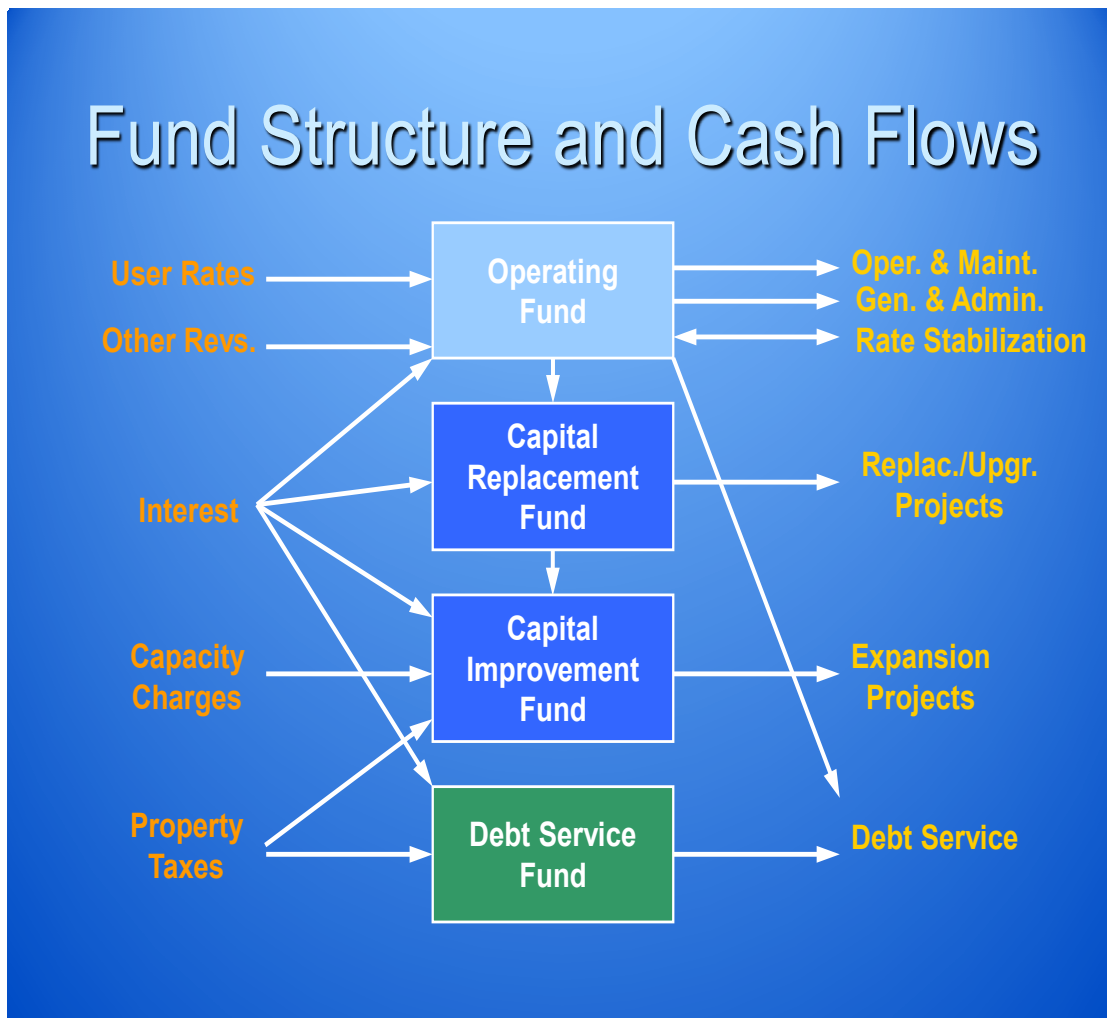 Fund Structure and Cash Flows
User Rates
Other Revs.
Interest
Capacity
Charges
Property
Taxes
Operating
Fund
Capital
Replacement
Fund
Capital
Improvement
Fund
Debt Service
Fund
Oper. & Maint.
Gen. & Admin.
Rate Stabilization
Replac./Upgr.
Projects
Expansion
Projects
Debt Service